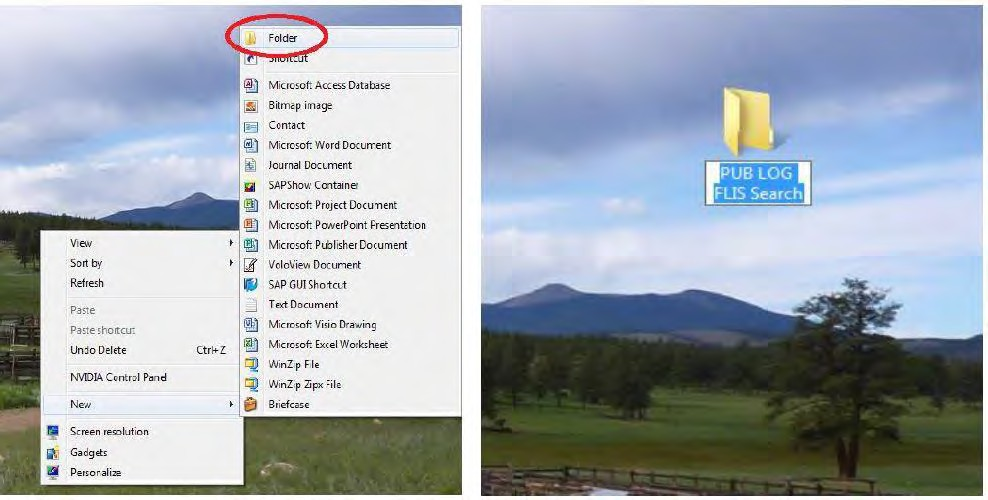 Folder
Shortcut
Microsoft Access Database
Bitmap image
Contact
Microsoft Word Document
Journal Document
SAPShow Container
Microsoft Project Document
Microsoft PowerPoint Presentation
Microsoft Publisher Document
VoloView Document
SAP GUI Shortcut
Text Document
Microsoft Visio Drawing
Microsoft Excel Worksheet
WinZip File
WinZip Zipx File
Briefcase
View
Sort by
Refresh
Paste
Paste shortcut
Undo Delete Ctrl+Z
NVIDIA Control Panel
New
Screen resolution
Gadgets
Personalize
PUB LOG
FLIS Search